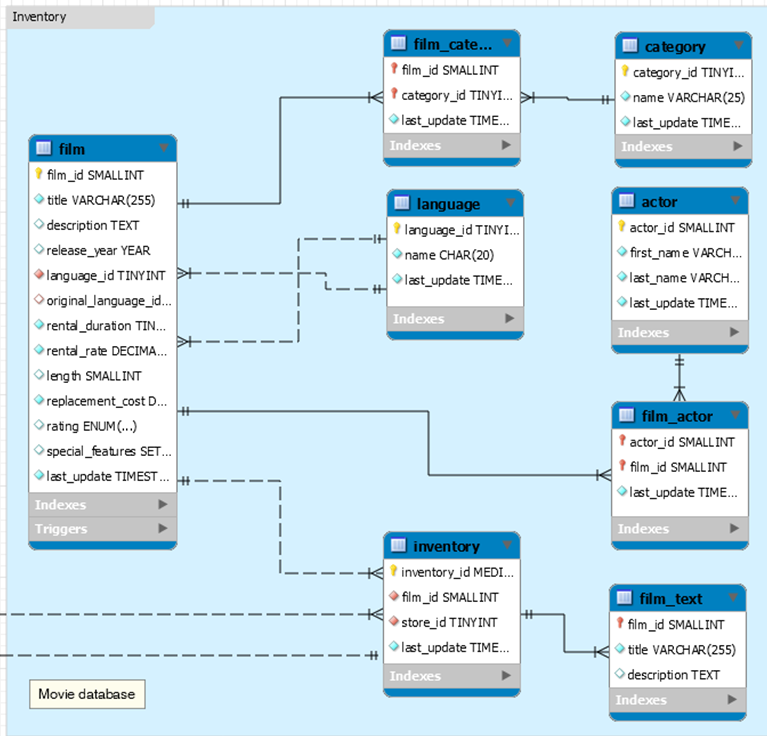 Inventory
film
film_id SMALLINT
title VARCHAR(255)
description TEXT
release_year YEAR
language_id TINYINT
original_language_id...
rental_duration TIN...
rental_rate DECIMA...
length SMALLINT
replacement_cost D...
rating ENUM(...)
special_features SET...
last_update TIMEST...
Indexes
Triggers
film_cate...
film_id SMALLINT
category_id TINYI...
last_update TIME...
Indexes
category
category_id TINYI...
name VARCHAR(25)
last_update TIME...
Indexes
language
language_id TINYI...
name CHAR(20)
last_update TIME...
Indexes
actor
actor_id SMALLINT
first_name VARCH...
last_name VARCH...
last_update TIME...
Indexes
film_actor
actor_id SMALLINT
film_id SMALLINT
last_update TIME...
Indexes
inventory
inventory_id MEDI...
film_id SMALLINT
store_id TINYINT
last_update TIME...
Indexes
film_text
film_id SMALLINT
title VARCHAR(255)
description TEXT
Indexes
Movie database